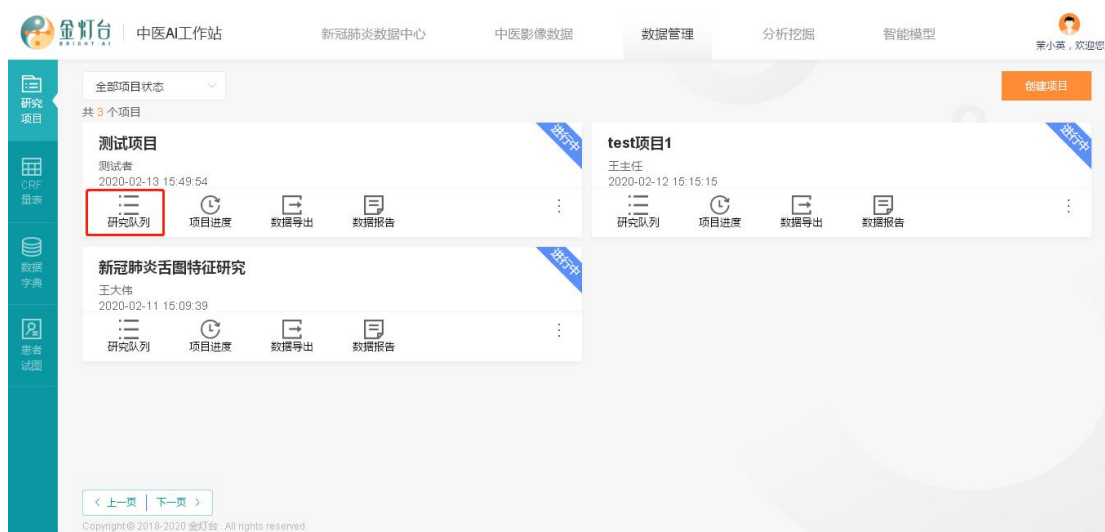 金灯台 BRIGHT AI 中医AI工作站 新冠肺炎数据中心 中医影像数据 数据管理 分析挖掘 智能模型
茉小英，欢迎您
研究项目
CRF量表
数据字典
患者试图
全部项目状态 创建项目
共 3 个项目
测试项目 进行中
测试者
2020-02-13 15:49:54
研究队列 项目进度 数据导出 数据报告
test项目1 进行中
王主任
2020-02-12 15:15:15
研究队列 项目进度 数据导出 数据报告
新冠肺炎舌图特征研究 进行中
王大伟
2020-02-11 15:09:39
研究队列 项目进度 数据导出 数据报告
< 上一页 | 下一页 >
Copyright © 2018-2020 金灯台 . All rights reserved